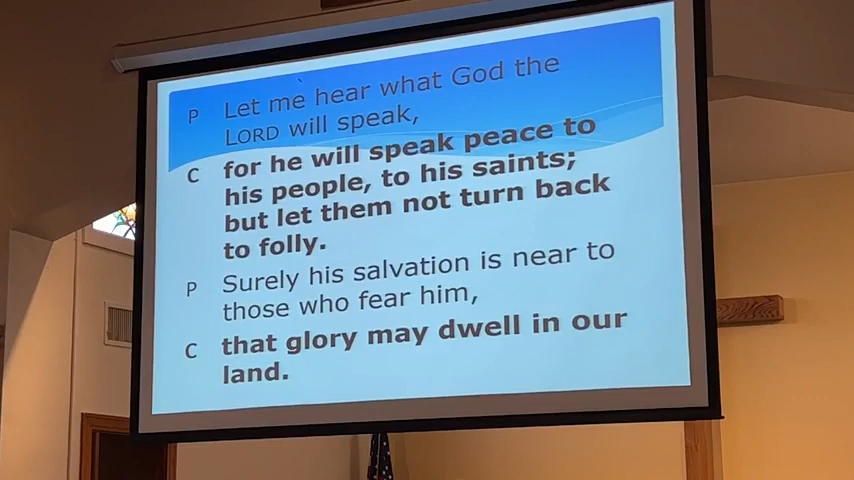 P Let me hear what God the
LORD will speak,
C for he will speak peace to
his people, to his saints;
but let them not turn back
to folly.
P Surely his salvation is near to
those who fear him,
C that glory may dwell in our
land.